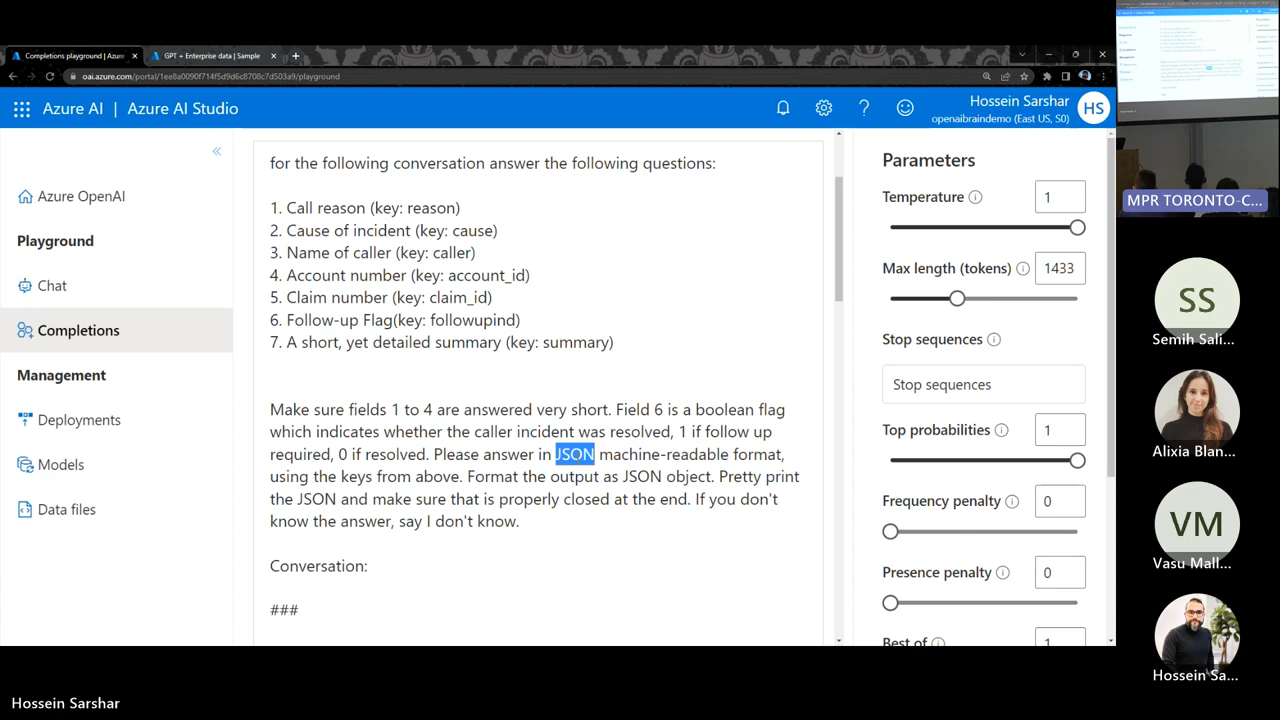 Completions playground | Azure
GPT + Enterprise data | Sample
oai.azure.com/portal/1ee8a0090f714f5d9d6c8708c7d503a9/playground
Azure AI | Azure AI Studio
Hossein Sarshar
openaibraindemo (East US, S0)
HS
Azure OpenAI
Playground
Chat
Completions
Management
Deployments
Models
Data files
for the following conversation answer the following questions:
1. Call reason (key: reason)
2. Cause of incident (key: cause)
3. Name of caller (key: caller)
4. Account number (key: account_id)
5. Claim number (key: claim_id)
6. Follow-up Flag(key: followupind)
7. A short, yet detailed summary (key: summary)
Make sure fields 1 to 4 are answered very short. Field 6 is a boolean flag
which indicates whether the caller incident was resolved, 1 if follow up
required, 0 if resolved. Please answer in JSON machine-readable format,
using the keys from above. Format the output as JSON object. Pretty print
the JSON and make sure that is properly closed at the end. If you don't
know the answer, say I don't know.
Conversation:
###
Parameters
Temperature
1
Max length (tokens)
1433
Stop sequences
Stop sequences
Top probabilities
1
Frequency penalty
0
Presence penalty
0
Best of
1
MPR TORONTO-C...
SS
Semih Sali...
Alixia Blan...
VM
Vasu Mall...
Hossein Sa...
Hossein Sarshar